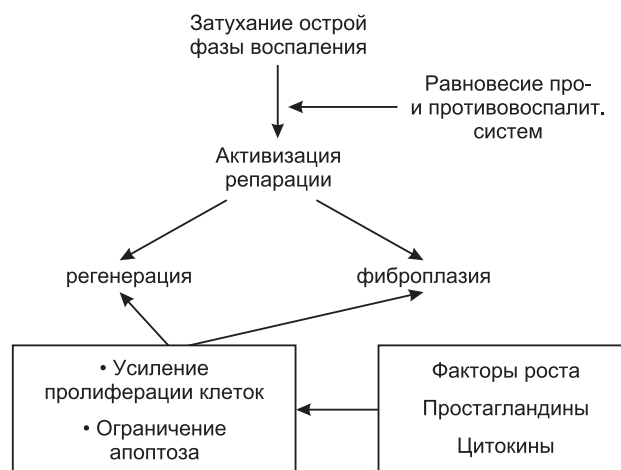 Затухание острой
фазы воспаления
Равновесие про-
и противовоспалит.
систем
Активизация
репарации
регенерация
фиброплазия
• Усиление
пролиферации клеток
• Ограничение
апоптоза
Факторы роста
Простагландины
Цитокины